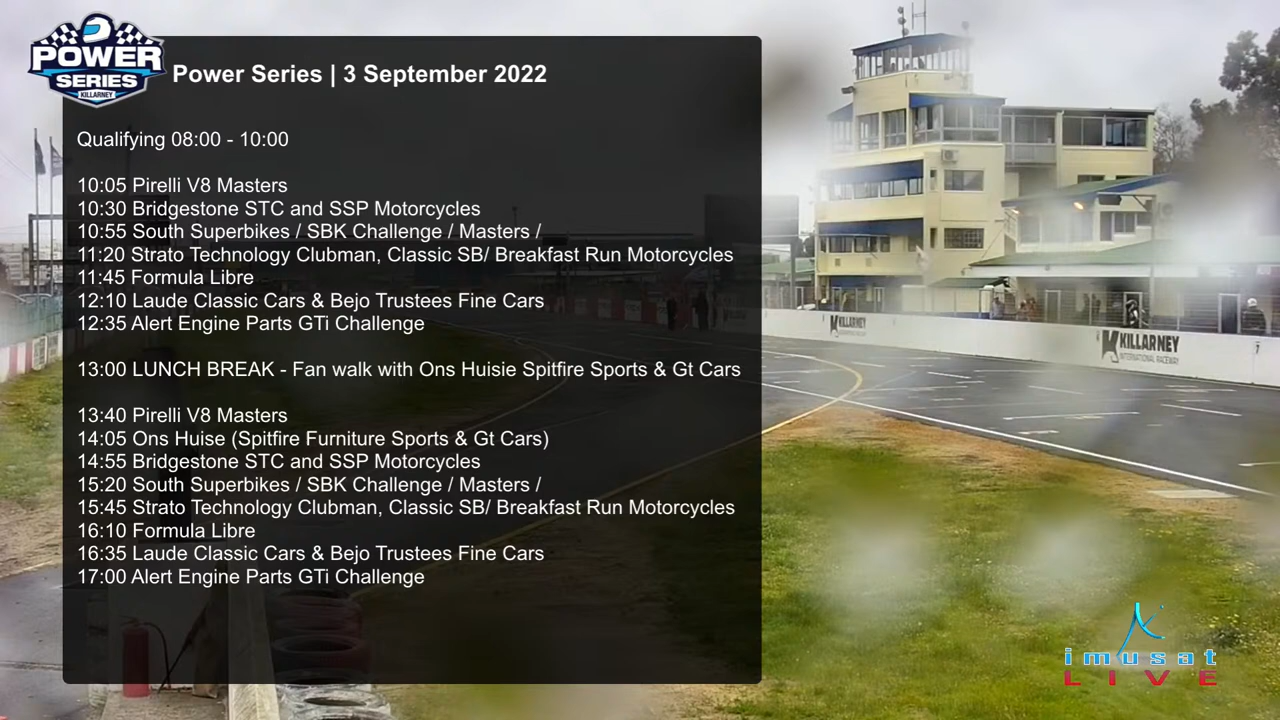 POWER
SERIES
KILLARNEY
Power Series | 3 September 2022
Qualifying 08:00 - 10:00
10:05 Pirelli V8 Masters
10:30 Bridgestone STC and SSP Motorcycles
10:55 South Superbikes / SBK Challenge / Masters /
11:20 Strato Technology Clubman, Classic SB/ Breakfast Run Motorcycles
11:45 Formula Libre
12:10 Laude Classic Cars & Bejo Trustees Fine Cars
12:35 Alert Engine Parts GTi Challenge
13:00 LUNCH BREAK - Fan walk with Ons Huisie Spitfire Sports & Gt Cars
13:40 Pirelli V8 Masters
14:05 Ons Huise (Spitfire Furniture Sports & Gt Cars)
14:55 Bridgestone STC and SSP Motorcycles
15:20 South Superbikes / SBK Challenge / Masters /
15:45 Strato Technology Clubman, Classic SB/ Breakfast Run Motorcycles
16:10 Formula Libre
16:35 Laude Classic Cars & Bejo Trustees Fine Cars
17:00 Alert Engine Parts GTi Challenge
KILLARNEY
KILLARNEY
INTERNATIONAL RACEWAY
imusat
LIVE